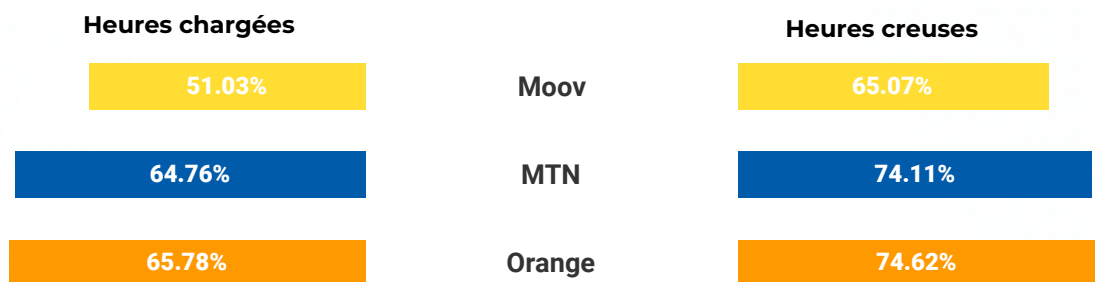 Heures chargées
Heures creuses
51.03%
Moov
65.07%
64.76%
MTN
74.11%
65.78%
Orange
74.62%